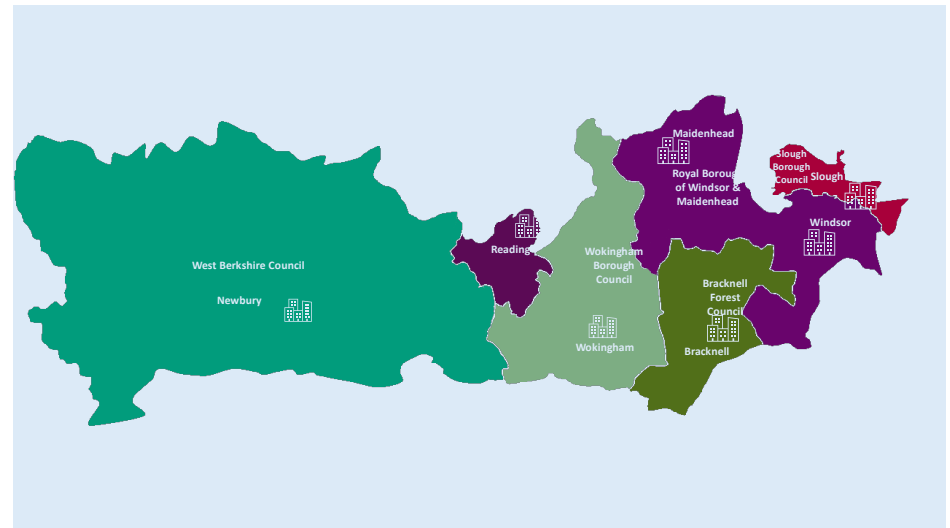 Maidenhead
Royal Boroug
of Windsor &
Maidenhead
Slough
Borough
Council
Slough
Windsor
Reading
Wokingham
Borough
Council
West Berkshire Council
Newbury
Bracknell
Forest
Council
Wokingham
Bracknell